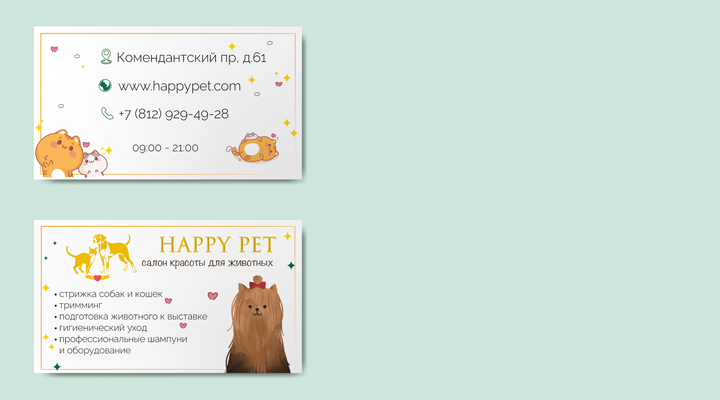 Комендантский пр, д.61
www.happypet.com
+7 (812) 929-49-28
09:00 - 21:00
HAPPY PET
салон красоты для животных
• стрижка собак и кошек
• тримминг
• подготовка животного к выставке
• гигиенический уход
• профессиональные шампуни
и оборудование